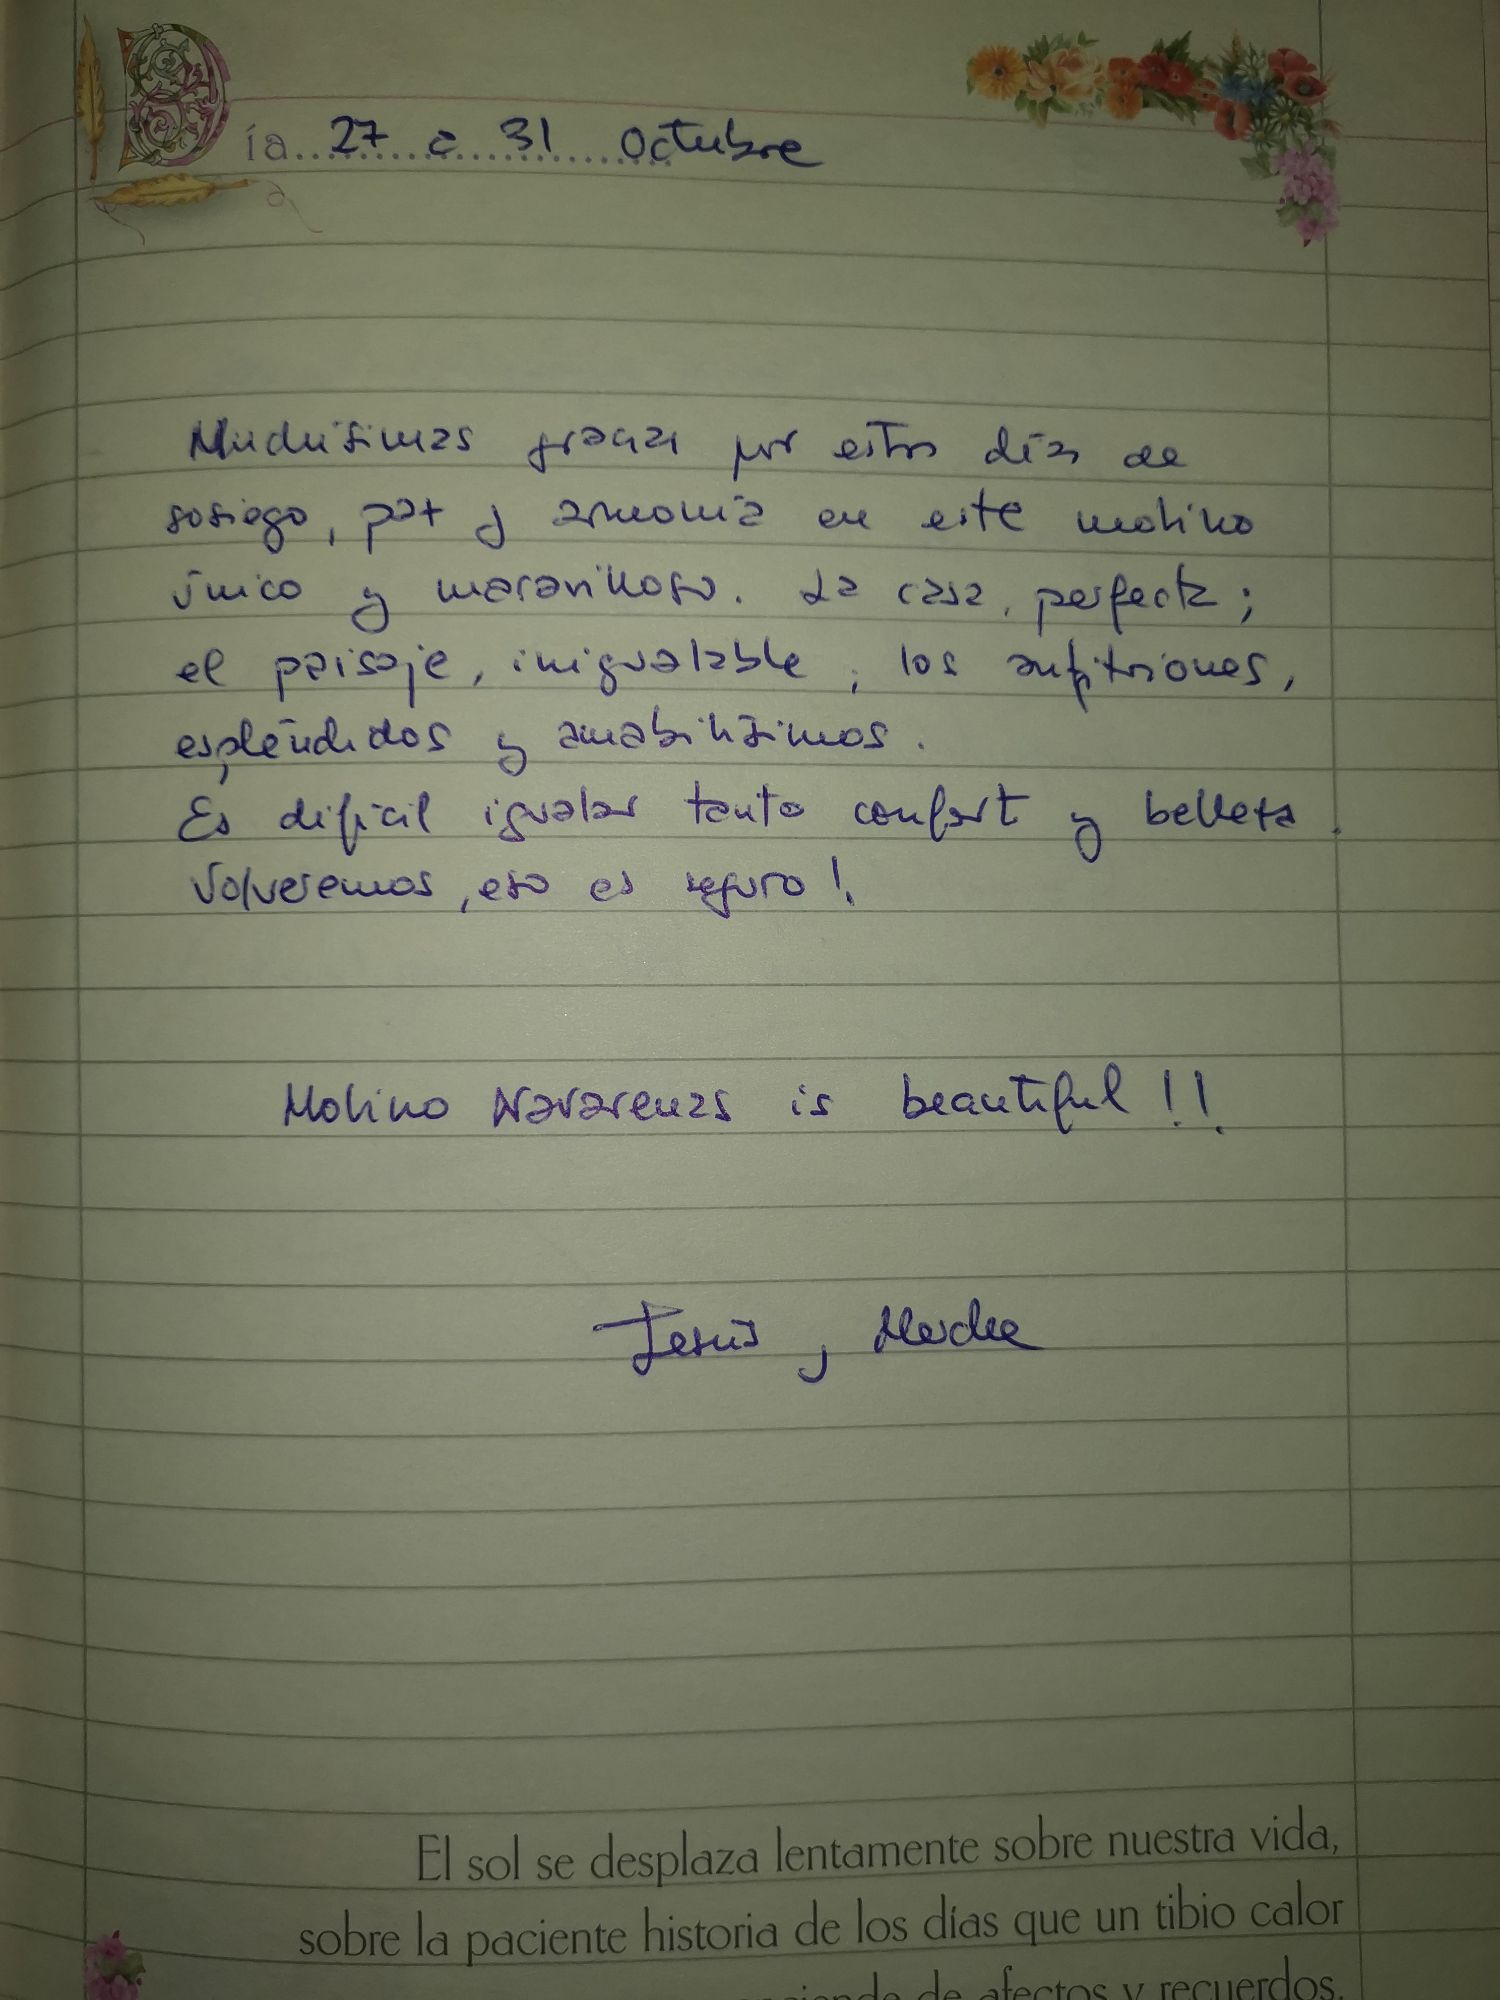 Día 27 a 31 Octubre
Muchísimas gracias por estos días de
sosiego, paz y armonía en este molino
único y maravilloso. La casa, perfecta;
el paisaje, inigualable; los anfitriones,
espléndidos y amabilísimos.
Es difícil igualar tanto confort y belleza.
Volveremos, eso es seguro!.
Molino Navarenas is beautiful!!
Jesús y Merche
El sol se desplaza lentamente sobre nuestra vida,
sobre la paciente historia de los días que un tibio calor
de afectos y recuerdos.